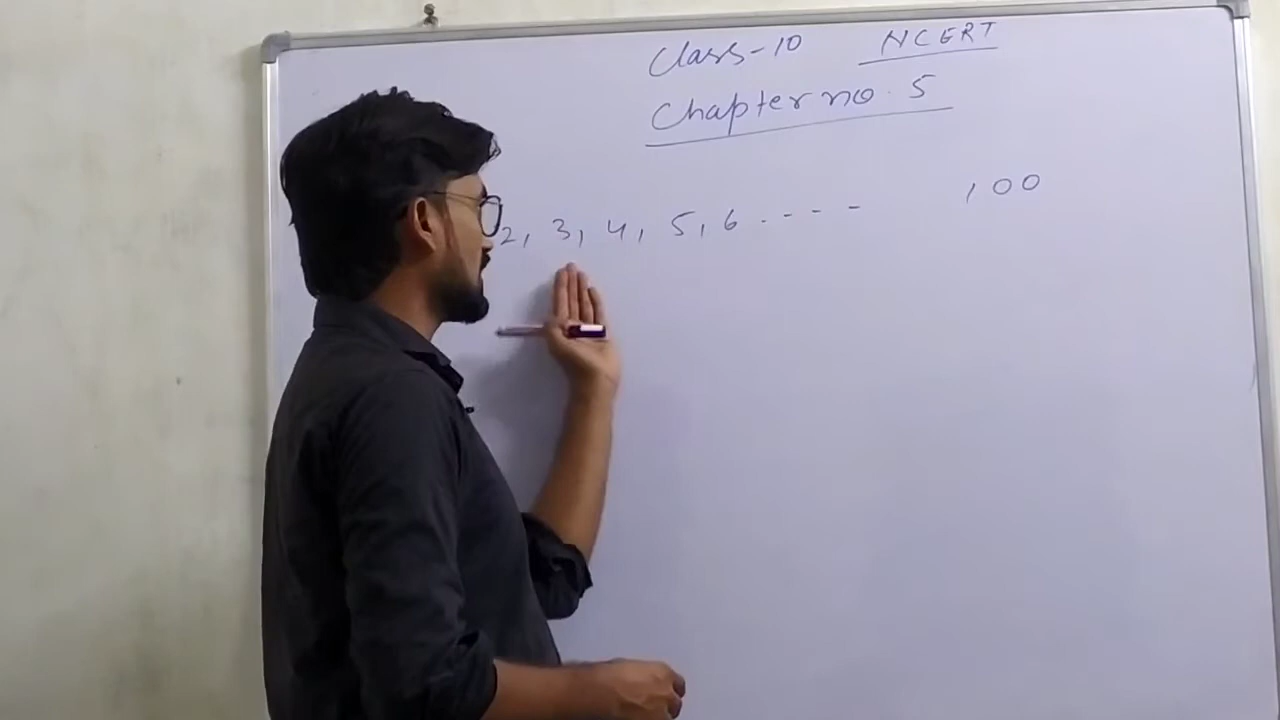 Class-10 NCERT
Chapter no. 5
2, 3, 4, 5, 6 - - - - , 100